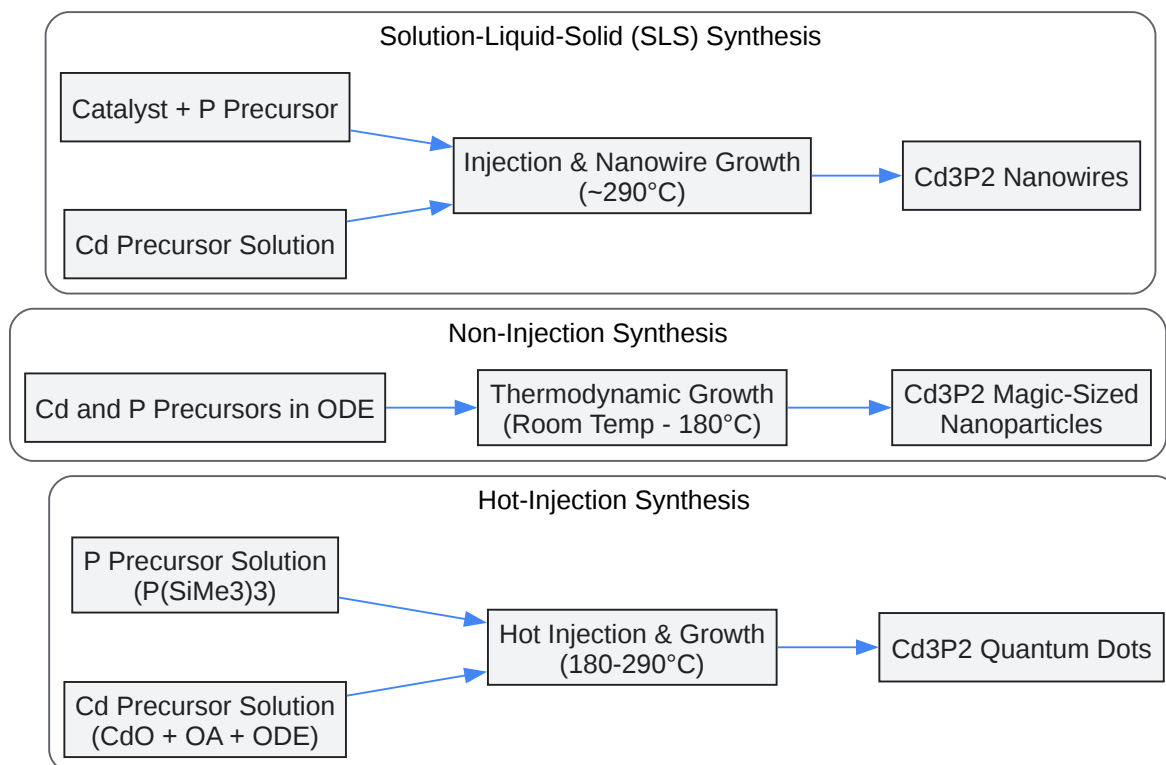 Solution-Liquid-Solid (SLS) Synthesis
Catalyst + P Precursor
Cd Precursor Solution
Injection & Nanowire Growth
(~290°C)
Cd3P2 Nanowires
Non-Injection Synthesis
Cd and P Precursors in ODE
Thermodynamic Growth
(Room Temp - 180°C)
Cd3P2 Magic-Sized
Nanoparticles
Hot-Injection Synthesis
P Precursor Solution
(P(SiMe3)3)
Cd Precursor Solution
(CdO + OA + ODE)
Hot Injection & Growth
(180-290°C)
Cd3P2 Quantum Dots